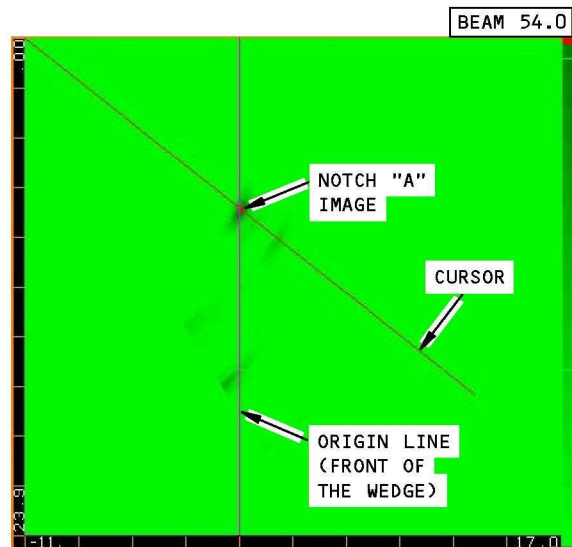 BEAM 54.0
.00
NOTCH "A"
IMAGE
CURSOR
ORIGIN LINE
(FRONT OF
THE WEDGE)
23.9
-11.
17.0